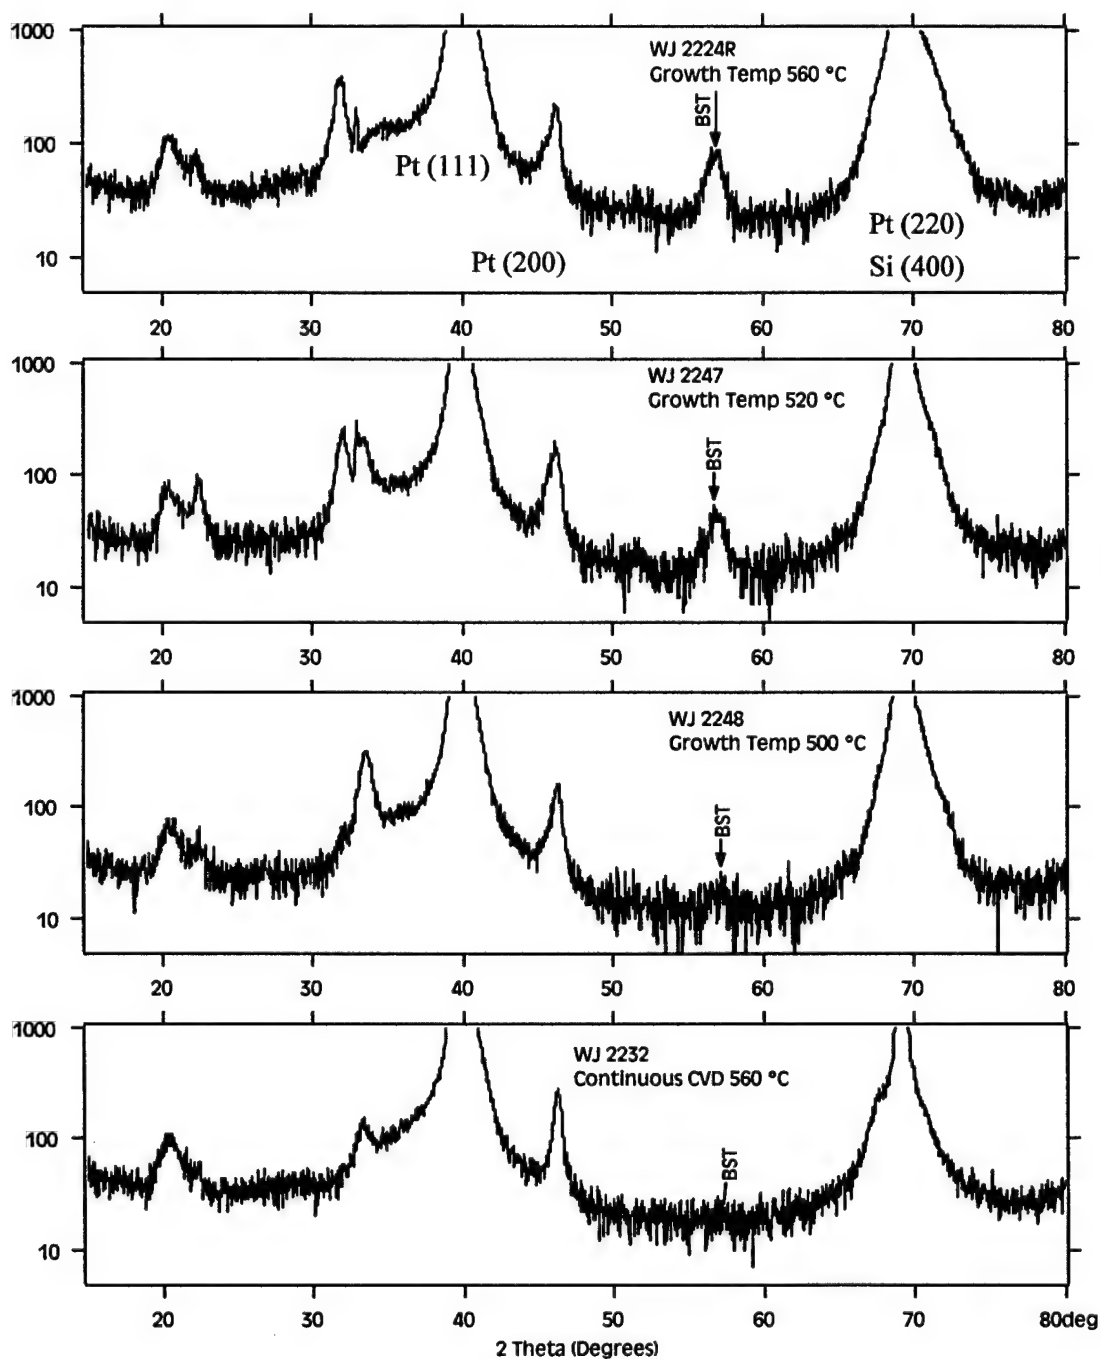 1000
WJ 2224R
Growth Temp 560 °C
BST
100
Pt (111)
Pt (220)
10
Pt (200)
Si (400)
20 30 40 50 60 70 80
1000
WJ 2247
Growth Temp 520 °C
BST
100
10
20 30 40 50 60 70 80
1000
WJ 2248
Growth Temp 500 °C
100
BST
10
20 30 40 50 60 70 80
1000
WJ 2232
Continuous CVD 560 °C
100
BST
10
20 30 40 50 60 70 80deg
2 Theta (Degrees)